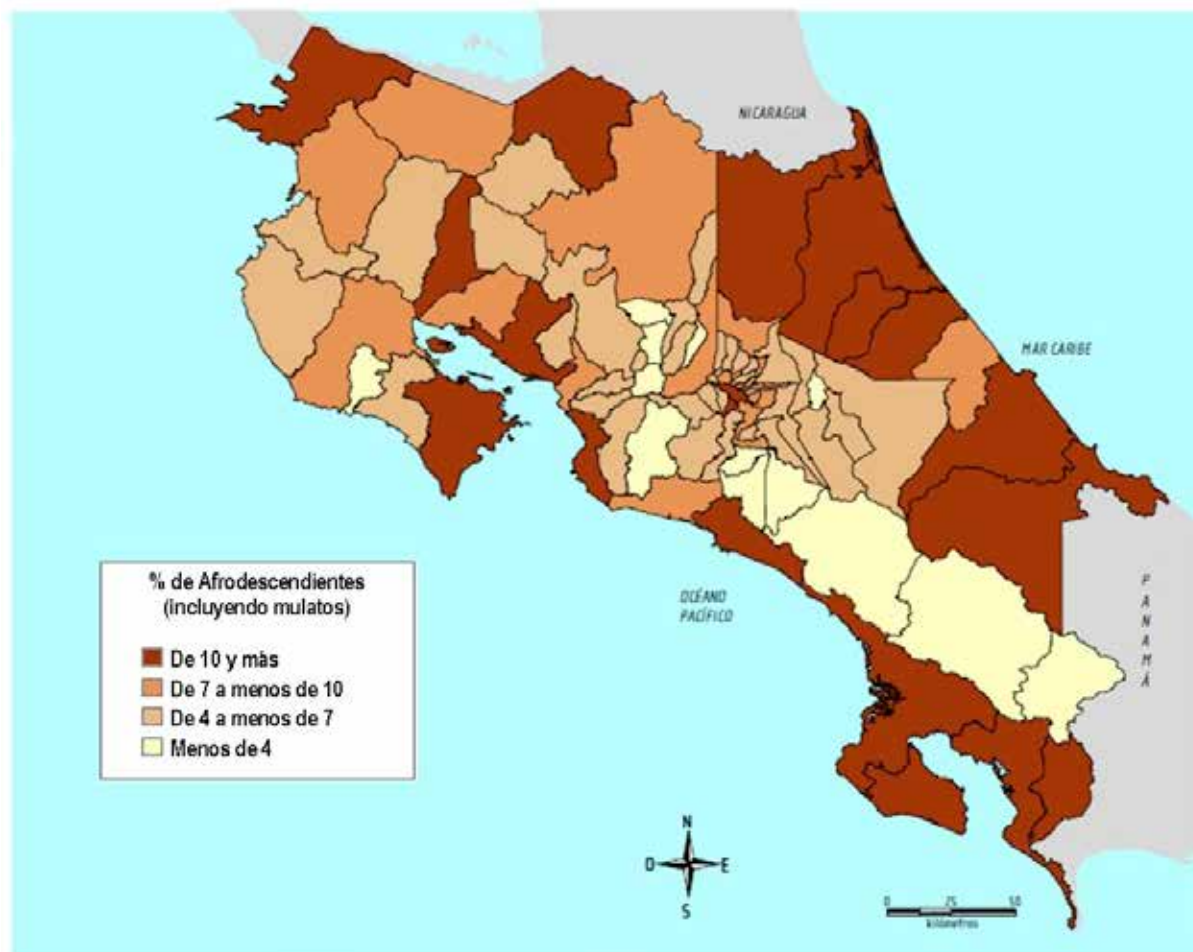 NICARAGUA
MAR CARIBE
OCÉANO
PACÍFICO
P
A
N
A
M
Á
% de Afrodescendientes
(incluyendo mulatos)
De 10 y màs
De 7 a menos de 10
De 4 a menos de 7
Menos de 4
N
O E
S
0 25 50
kilómetros